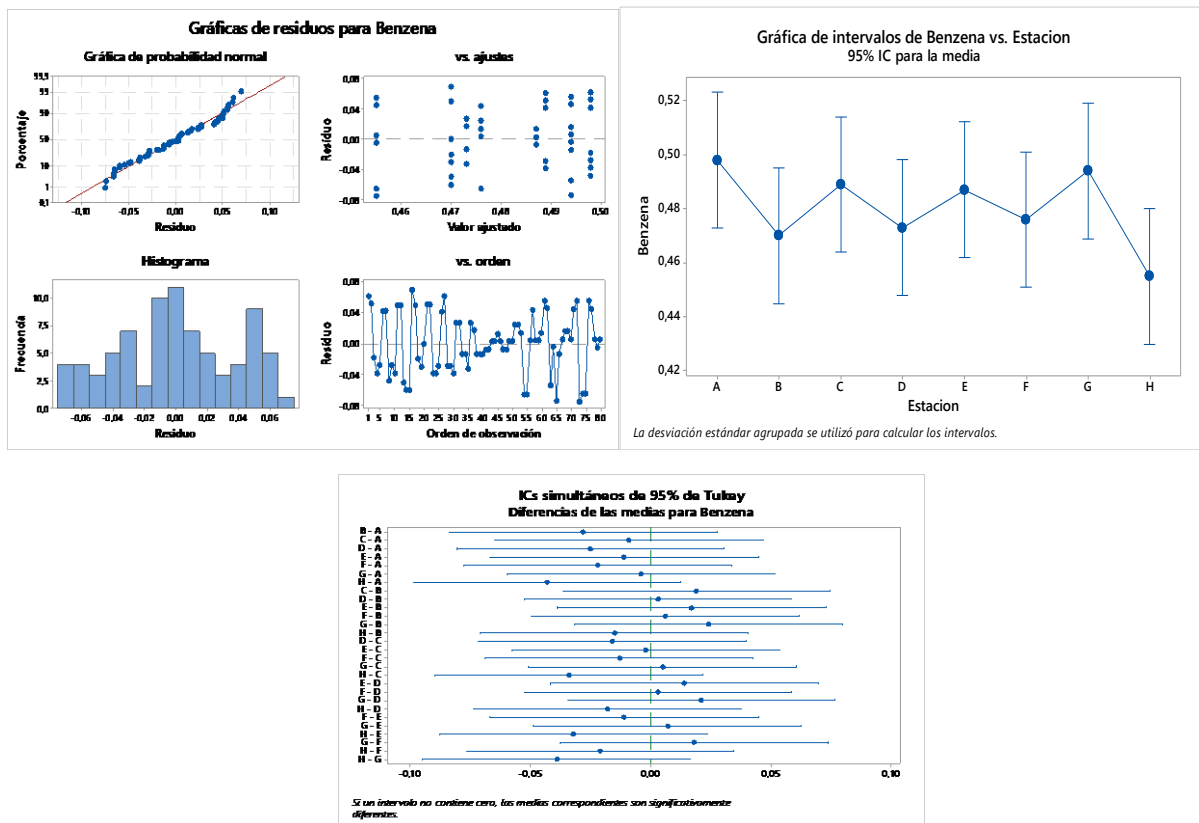 Gráficas de residuos para Benzena
Gráfica de probabilidad normal
99,9
99
90
50
10
1
0,1
Porcentaje
-0,10 -0,05 0,00 0,05 0,10
Residuo
vs. ajustes
0,08
0,04
0,00
-0,04
-0,08
Residuo
0,46 0,47 0,48 0,49 0,50
Valor ajustado
Histograma
10,0
7,5
5,0
2,5
0,0
Frecuencia
-0,06 -0,04 -0,02 0,00 0,02 0,04 0,06
Residuo
vs. orden
0,08
0,04
0,00
-0,04
-0,08
Residuo
1 5 10 15 20 25 30 35 40 45 50 55 60 65 70 75 80
Orden de observación
Gráfica de intervalos de Benzena vs. Estacion
95% IC para la media
0,52
0,50
0,48
0,46
0,44
0,42
Benzena
A B C D E F G H
Estacion
La desviación estándar agrupada se utilizó para calcular los intervalos.
ICs simultáneos de 95% de Tukey
Diferencias de las medias para Benzena
B - A
C - A
D - A
E - A
F - A
G - A
H - A
C - B
D - B
E - B
F - B
G - B
H - B
D - C
E - C
F - C
G - C
H - C
E - D
F - D
G - D
H - D
F - E
G - E
H - E
G - F
H - F
H - G
-0,10 -0,05 0,00 0,05 0,10
Si un intervalo no contiene cero, las medias correspondientes son significativamente
diferentes.